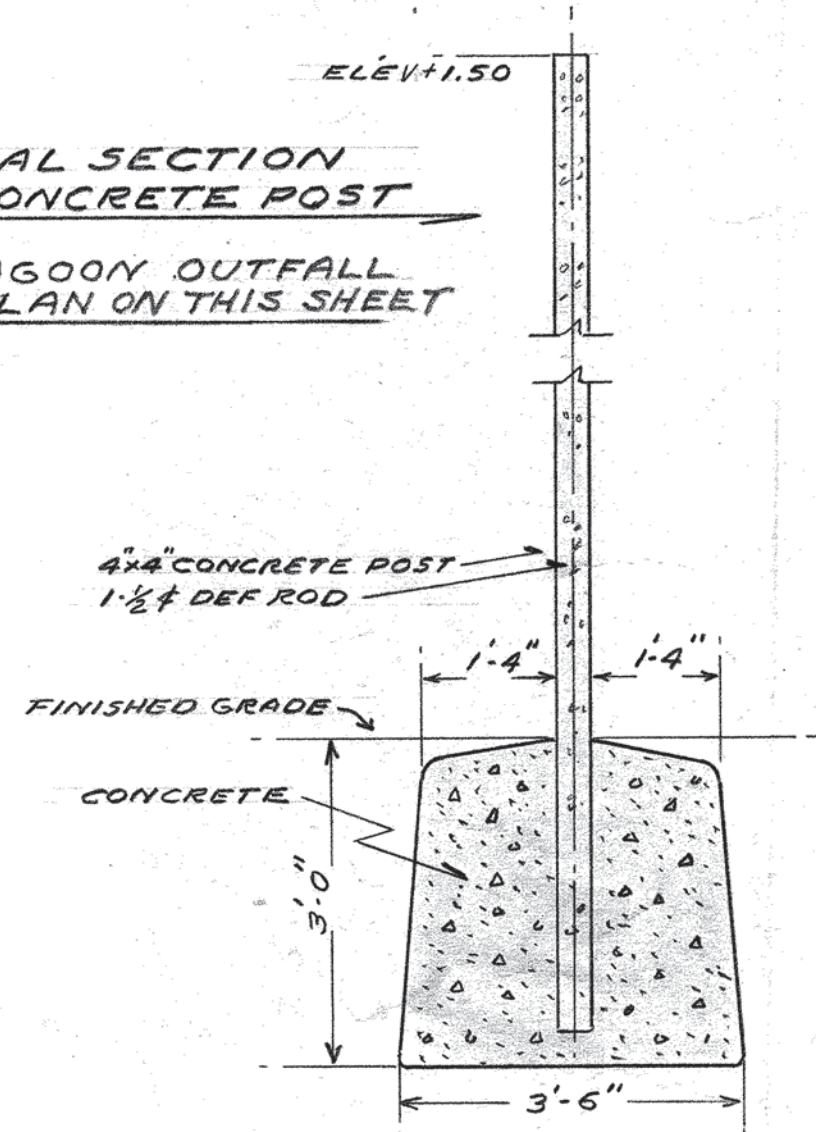 ELEV+1.50
AL SECTION
ONCRETE POST
GOON OUTFALL
LAN ON THIS SHEET
4"x4" CONCRETE POST
1-½ ⌀ DEF ROD
1'-4" 1'-4"
FINISHED GRADE
CONCRETE
3'-0"
3'-6"